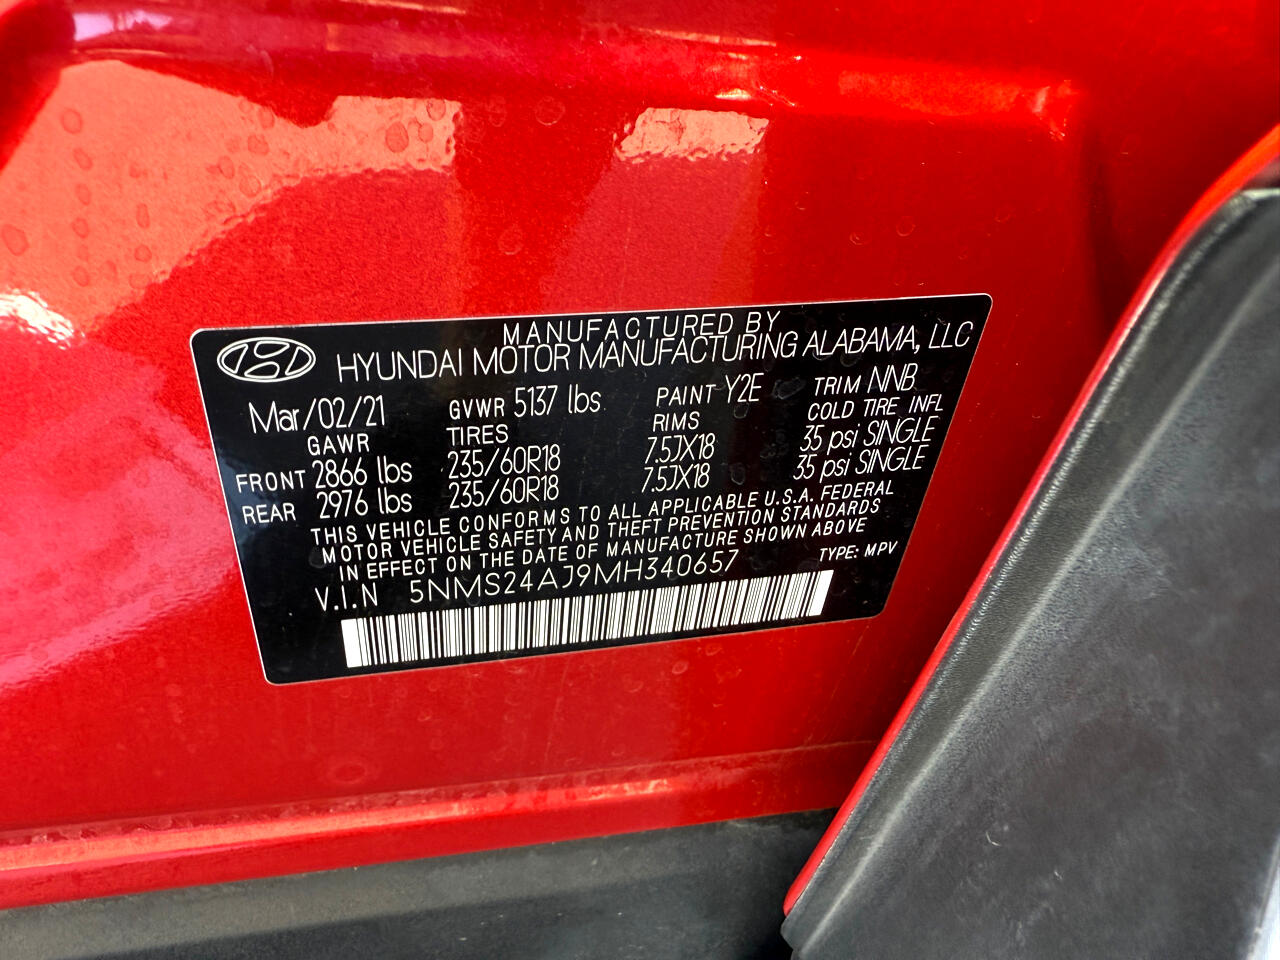 MANUFACTURED BY
HYUNDAI MOTOR MANUFACTURING ALABAMA, LLC
Mar/02/21 GVWR 5137 lbs PAINT Y2E TRIM NNB
GAWR TIRES RIMS COLD TIRE INFL
FRONT 2866 lbs 235/60R18 7.5JX18 35 psi SINGLE
REAR 2976 lbs 235/60R18 7.5JX18 35 psi SINGLE
THIS VEHICLE CONFORMS TO ALL APPLICABLE U.S.A. FEDERAL
MOTOR VEHICLE SAFETY AND THEFT PREVENTION STANDARDS
IN EFFECT ON THE DATE OF MANUFACTURE SHOWN ABOVE
V.I.N 5NMS24AJ9MH340657 TYPE: MPV